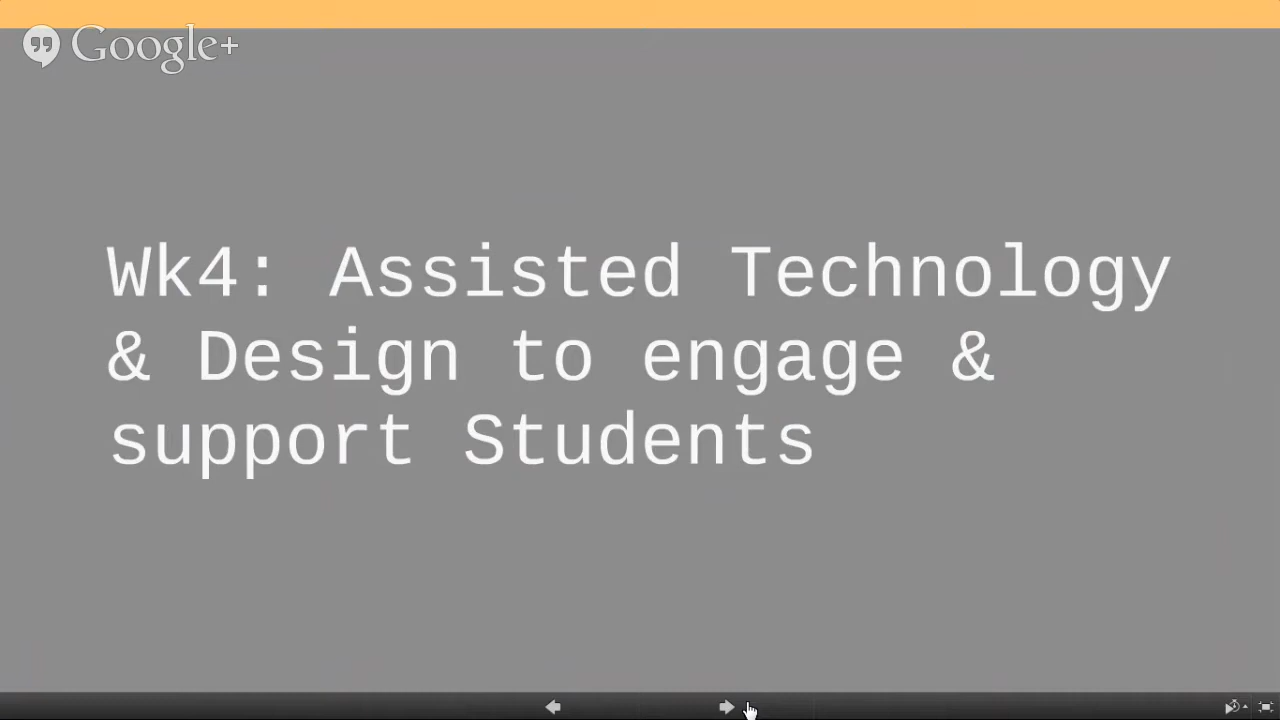 Google+
Wk4: Assisted Technology
& Design to engage &
support Students